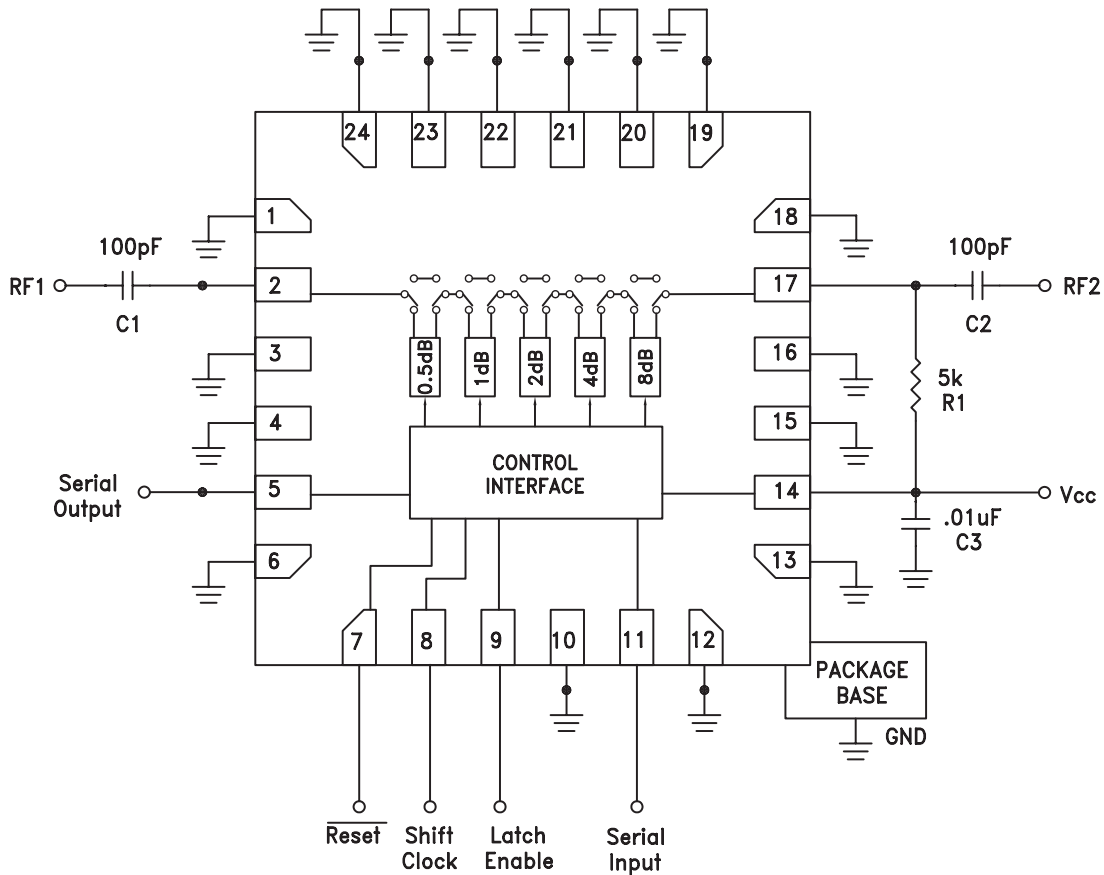 24
23
22
21
20
19
1
18
100pF
100pF
RF1
2
17
RF2
C1
C2
3
0.5dB
1dB
2dB
4dB
8dB
16
5k
R1
4
15
CONTROL
INTERFACE
Serial
Output
5
14
Vcc
.01uF
C3
6
13
7
8
9
10
11
12
PACKAGE
BASE
GND
Reset
Shift
Clock
Latch
Enable
Serial
Input